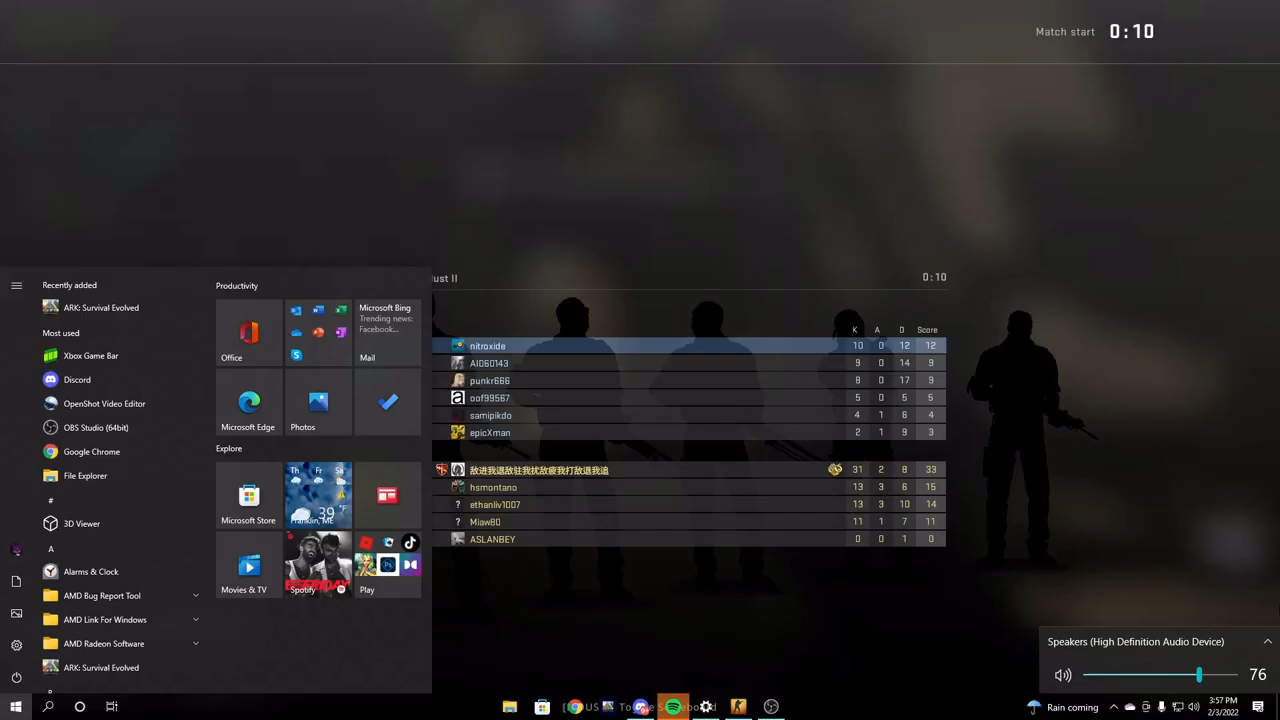 Match start 0:10
ust II 0:10
K A D Score
nitroxide 10 0 12 12
AI060143 9 0 14 9
punkr666 9 0 17 9
oof99567 5 0 5 5
samipikdo 4 1 6 4
epicXman 2 1 9 3
敌进我退敌驻我扰敌疲我打敌退我追 31 2 8 33
hsmontano 13 3 6 15
ethanliv1007 13 3 10 14
Miaw80 11 1 7 11
ASLANBEY 0 0 1 0
Recently added
ARK: Survival Evolved
Most used
Xbox Game Bar
Discord
OpenShot Video Editor
OBS Studio (64bit)
Google Chrome
File Explorer
#
3D Viewer
A
Alarms & Clock
AMD Bug Report Tool
AMD Link For Windows
AMD Radeon Software
ARK: Survival Evolved
Productivity
Office
Microsoft Bing
Trending news:
Facebook...
Mail
Microsoft Edge
Photos
Explore
Microsoft Store
Th Fr Sa
39 °F
Franklin, ME
Movies & TV
Spotify
Play
Speakers (High Definition Audio Device)
76
Rain coming
3:57 PM
2/3/2022